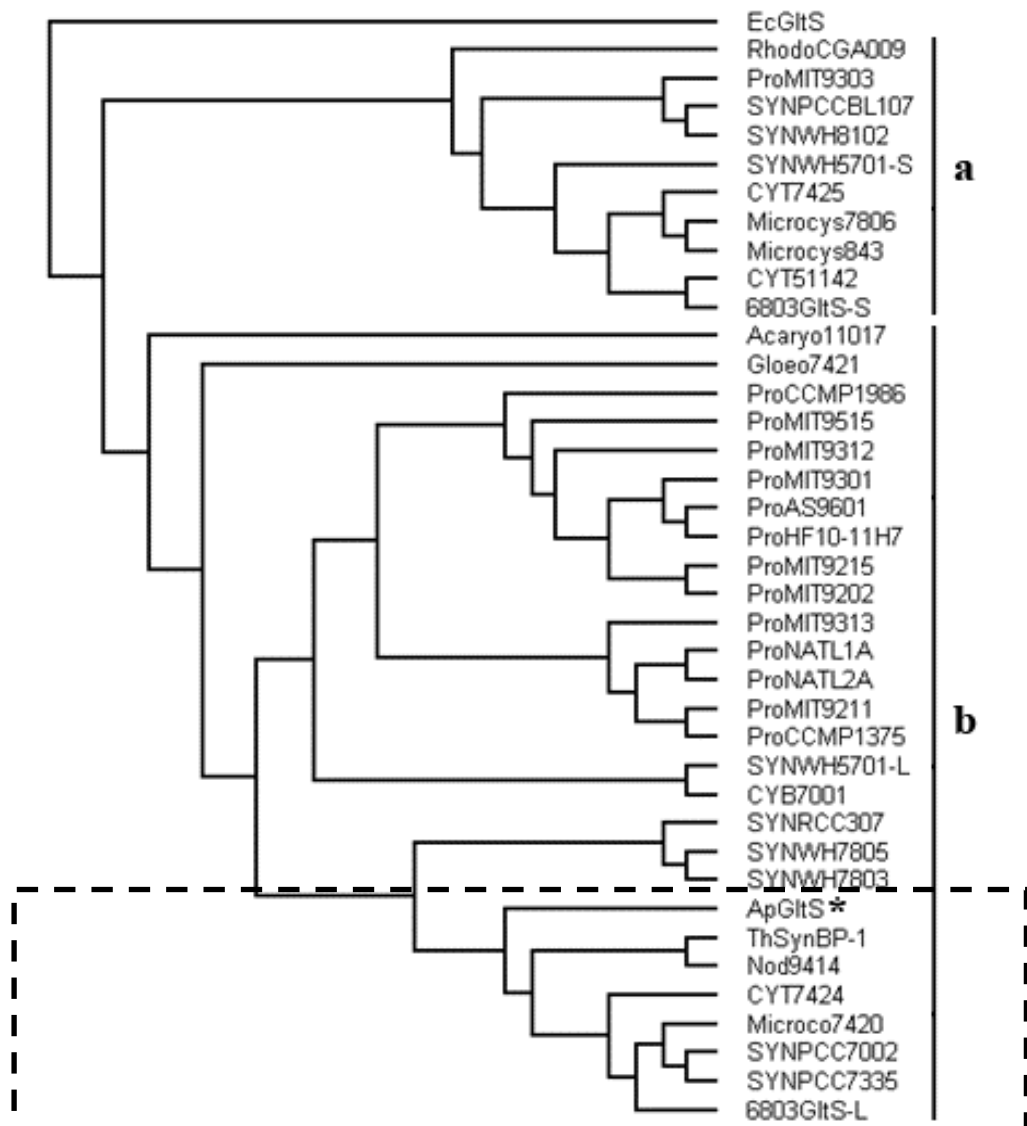 EcGltS
RhodoCGA009
ProMIT9303
SYNPCCBL107
SYNWH8102
SYNWH5701-S
a
CYT7425
Microcys7806
Microcys843
CYT51142
6803GltS-S
Acaryo11017
Gloeo7421
ProCCMP1986
ProMIT9515
ProMIT9312
ProMIT9301
ProAS9601
ProHF10-11H7
ProMIT9215
ProMIT9202
ProMIT9313
ProNATL1A
ProNATL2A
ProMIT9211
b
ProCCMP1375
SYNWH5701-L
CYB7001
SYNRCC307
SYNWH7805
SYNWH7803
ApGltS*
ThSynBP-1
Nod9414
CYT7424
Microco7420
SYNPCC7002
SYNPCC7335
6803GltS-L